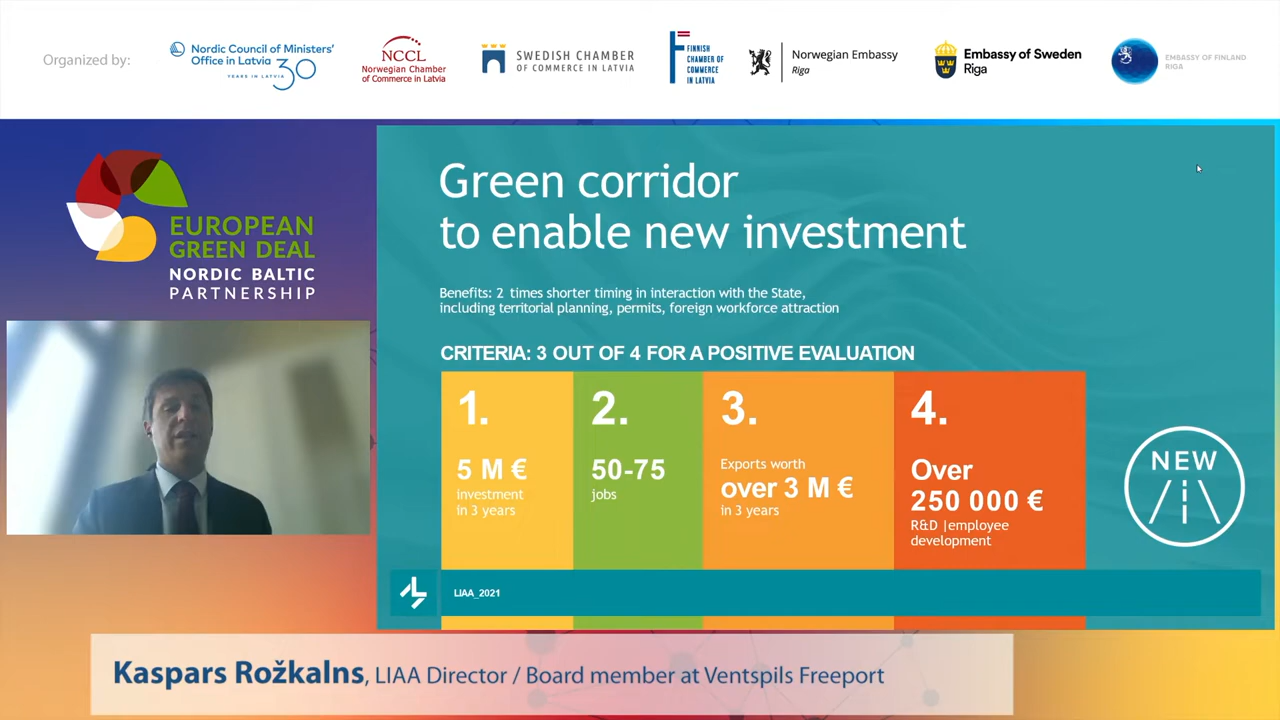 Organized by:
Nordic Council of Ministers'
Office in Latvia
YEARS IN LATVIA
30
NCCL
Norwegian Chamber
of Commerce in Latvia
SWEDISH CHAMBER
OF COMMERCE IN LATVIA
FINNISH
CHAMBER OF
COMMERCE
IN LATVIA
Norwegian Embassy
Riga
Embassy of Sweden
Riga
EMBASSY OF FINLAND
RIGA
EUROPEAN
GREEN DEAL
NORDIC BALTIC
PARTNERSHIP
Green corridor
to enable new investment
Benefits: 2 times shorter timing in interaction with the State,
including territorial planning, permits, foreign workforce attraction
CRITERIA: 3 OUT OF 4 FOR A POSITIVE EVALUATION
1.
5 M €
investment
in 3 years
2.
50-75
jobs
3.
Exports worth
over 3 M €
in 3 years
4.
Over
250 000 €
R&D |employee
development
NEW
LIAA_2021
Kaspars Rožkalns, LIAA Director / Board member at Ventspils Freeport